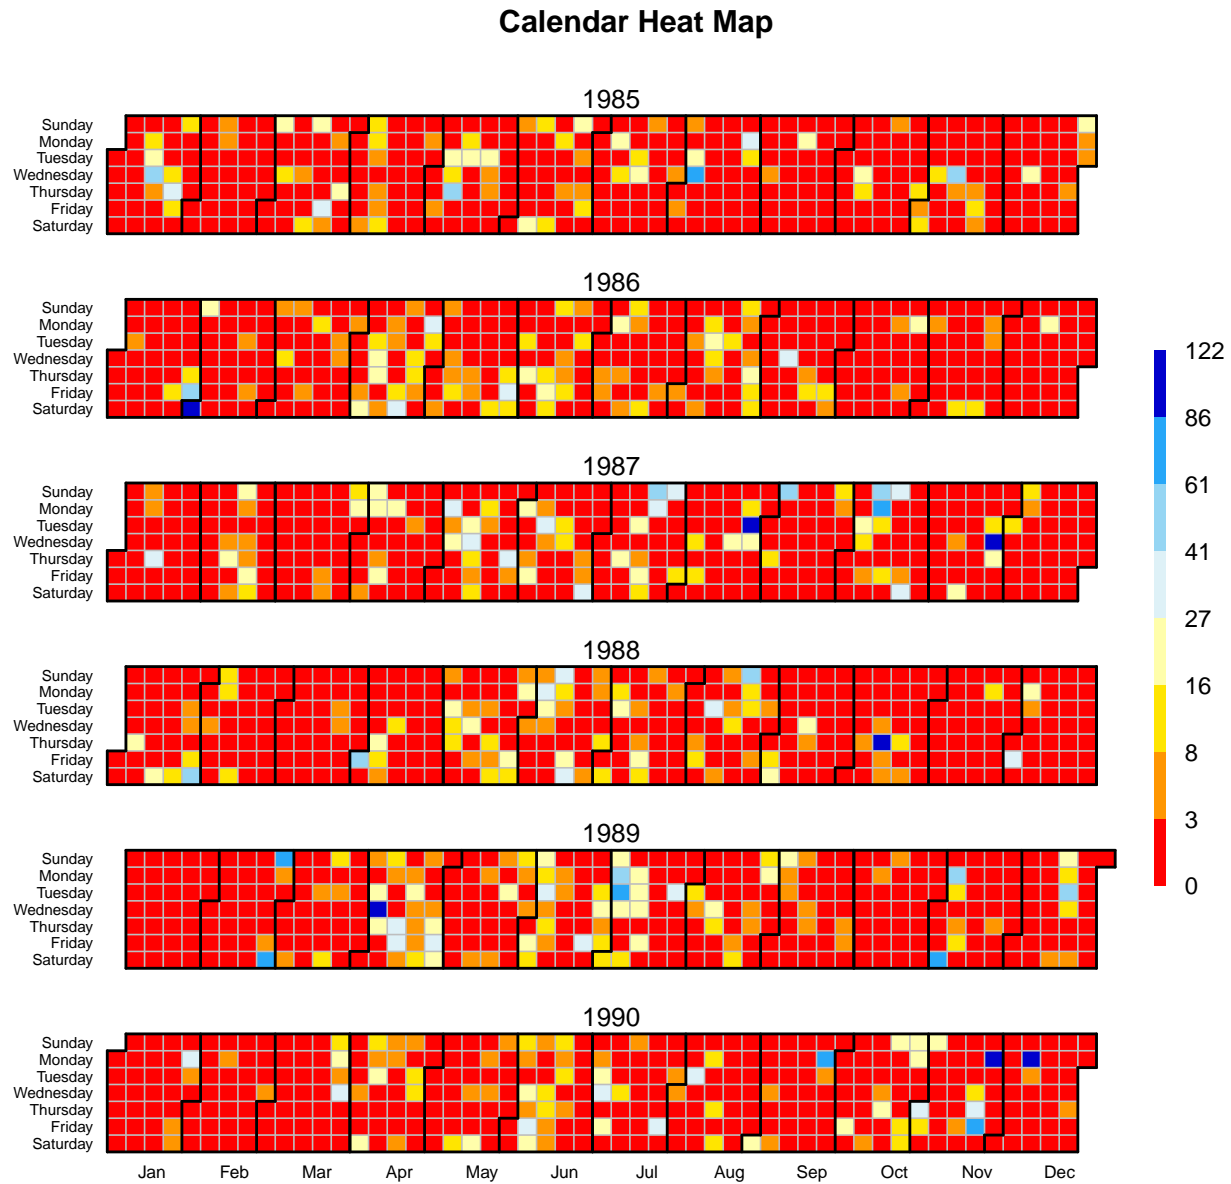 Calendar Heat Map
1985
Sunday
Monday
Tuesday
Wednesday
Thursday
Friday
Saturday
1986
Sunday
Monday
Tuesday
Wednesday
Thursday
Friday
Saturday
1987
Sunday
Monday
Tuesday
Wednesday
Thursday
Friday
Saturday
1988
Sunday
Monday
Tuesday
Wednesday
Thursday
Friday
Saturday
1989
Sunday
Monday
Tuesday
Wednesday
Thursday
Friday
Saturday
1990
Sunday
Monday
Tuesday
Wednesday
Thursday
Friday
Saturday
Jan Feb Mar Apr May Jun Jul Aug Sep Oct Nov Dec
122
86
61
41
27
16
8
3
0